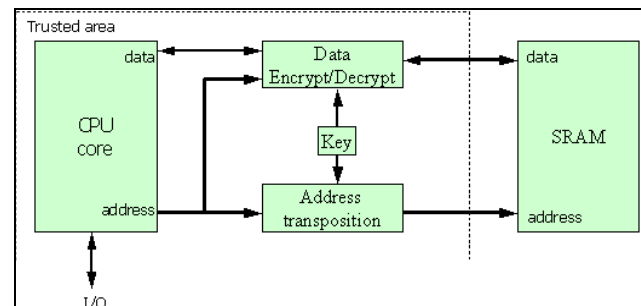 Trusted area
data
Data
Encrypt/Decrypt
data
CPU
core
Key
SRAM
address
Address
transposition
address
I/O